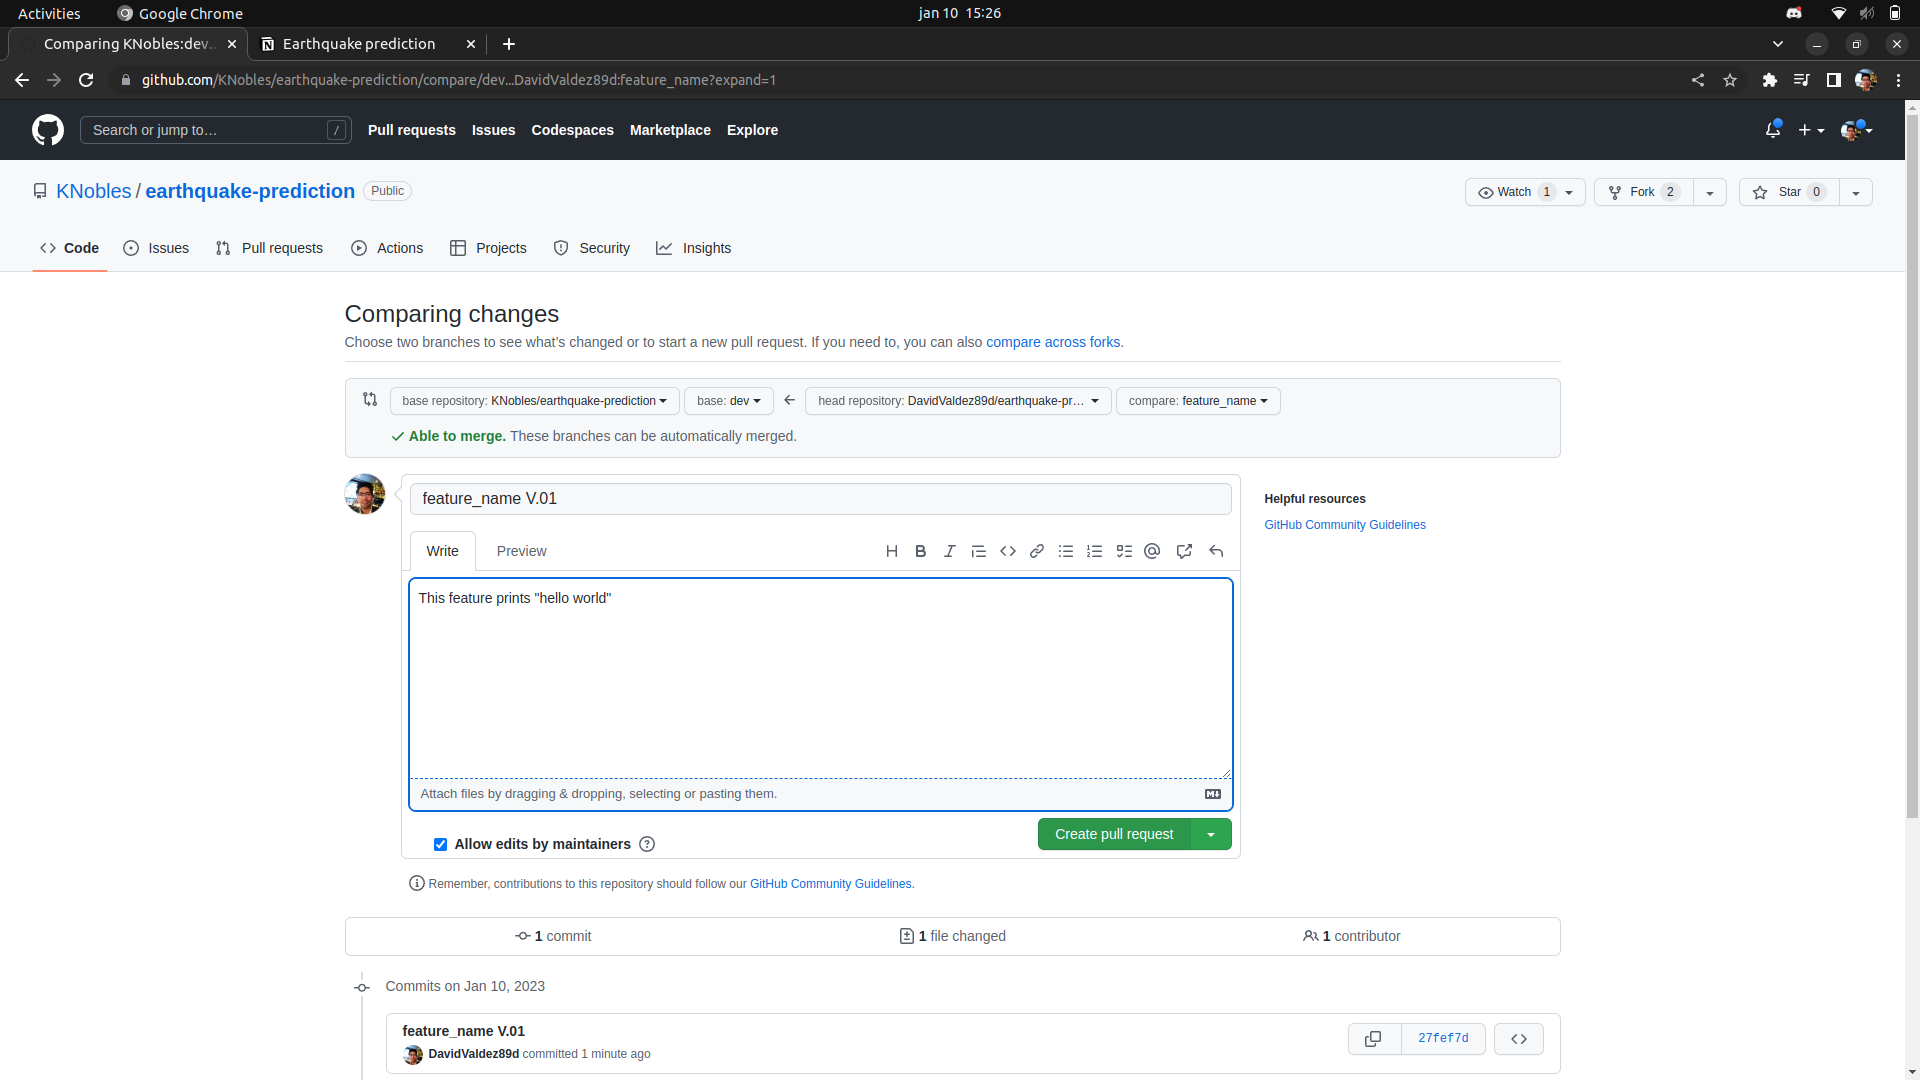 Activities Google Chrome jan 10 15:26
Comparing KNobles:dev.. Earthquake prediction
github.com/KNobles/earthquake-prediction/compare/dev...DavidValdez89d:feature_name?expand=1
Search or jump to… / Pull requests Issues Codespaces Marketplace Explore
KNobles / earthquake-prediction Public Watch 1 Fork 2 Star 0
Code Issues Pull requests Actions Projects Security Insights
Comparing changes
Choose two branches to see what's changed or to start a new pull request. If you need to, you can also compare across forks.
base repository: KNobles/earthquake-prediction base: dev head repository: DavidValdez89d/earthquake-pr… compare: feature_name
Able to merge. These branches can be automatically merged.
feature_name V.01 Helpful resources
GitHub Community Guidelines
Write Preview
This feature prints "hello world"
Attach files by dragging & dropping, selecting or pasting them.
Create pull request
Allow edits by maintainers
Remember, contributions to this repository should follow our GitHub Community Guidelines.
1 commit 1 file changed 1 contributor
Commits on Jan 10, 2023
feature_name V.01
27fef7d
DavidValdez89d committed 1 minute ago